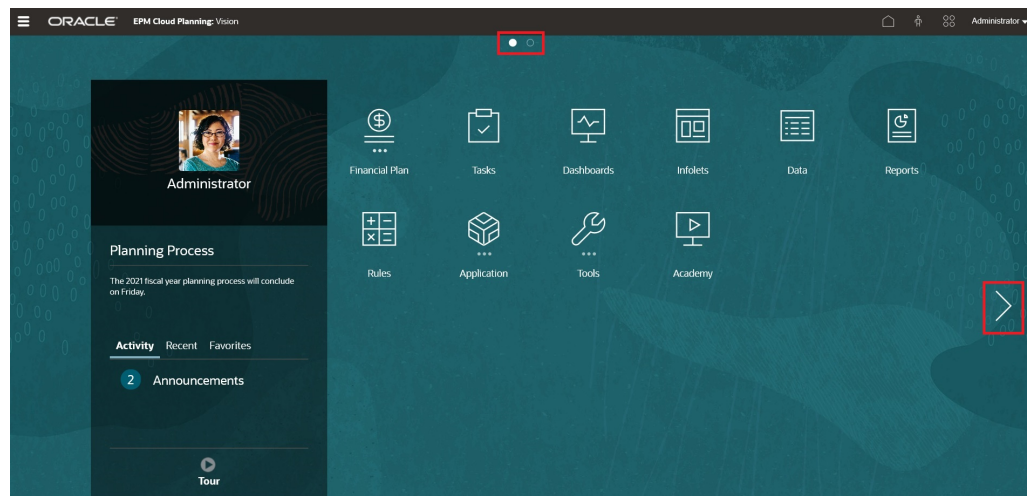 ORACLE® EPM Cloud Planning: Vision Administrator
Administrator
Financial Plan Tasks Dashboards Infolets Data Reports
Rules Application Tools Academy
Planning Process
The 2021 fiscal year planning process will conclude
on Friday.
Activity Recent Favorites
2 Announcements
Tour